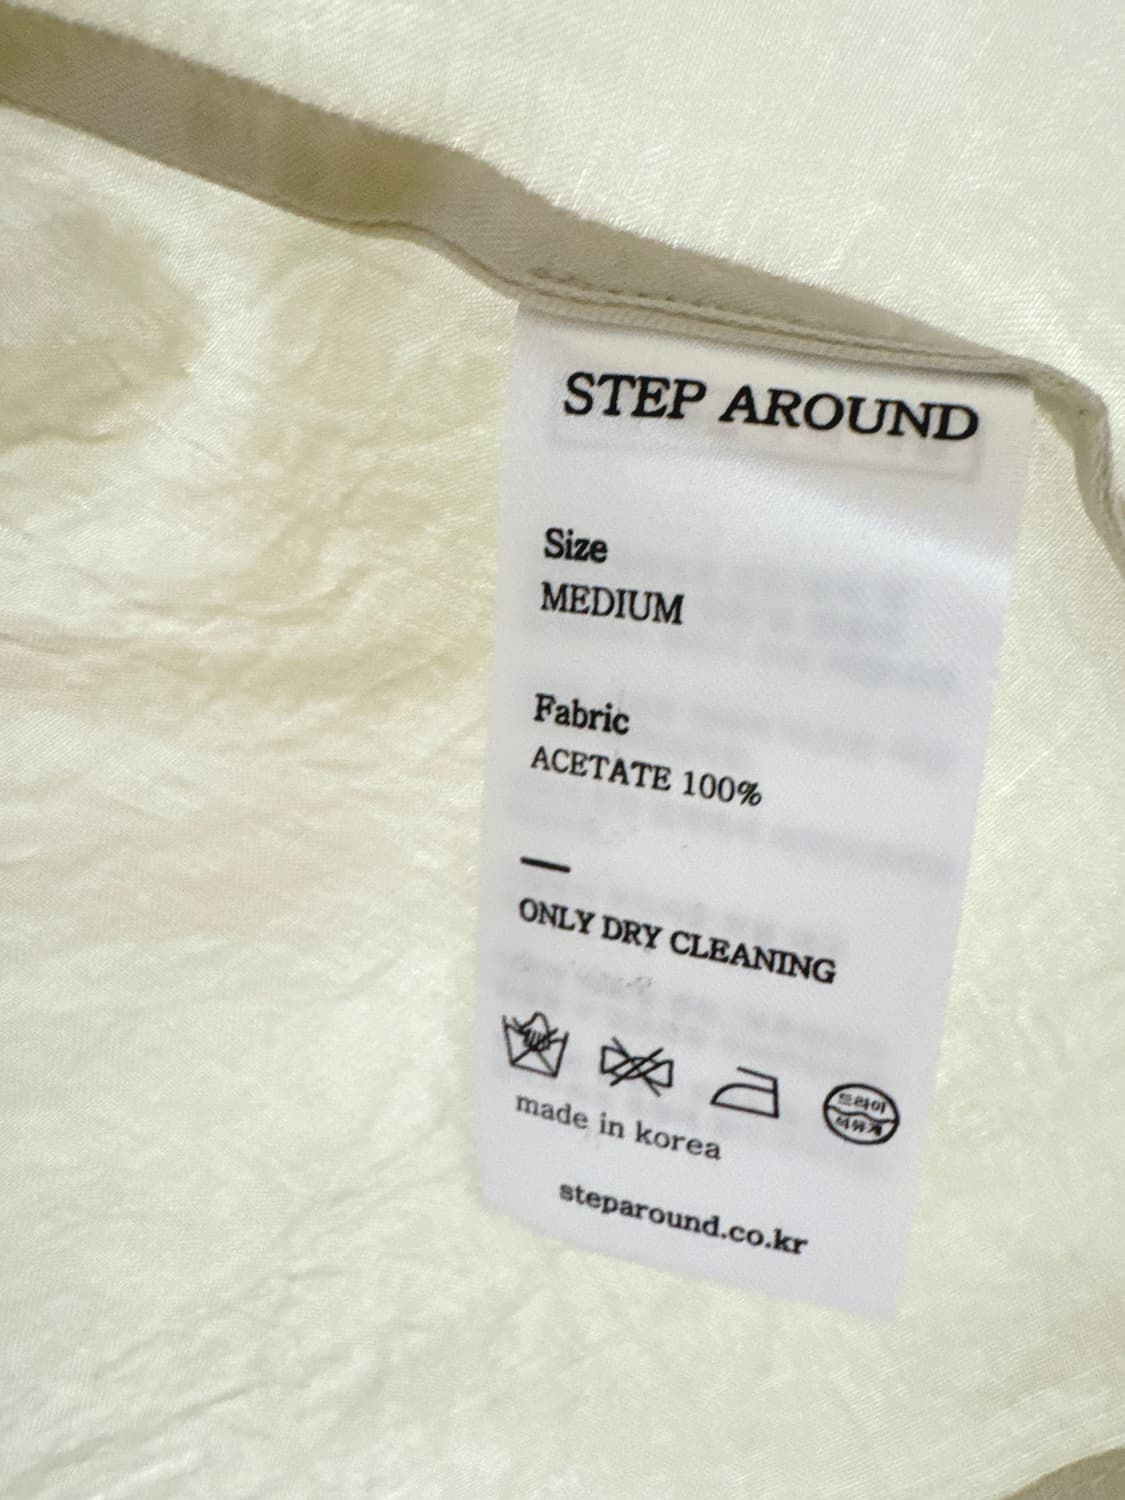 STEP AROUND
Size
MEDIUM
Fabric
ACETATE 100%
ONLY DRY CLEANING
드라이
석유계
made in korea
steparound.co.kr